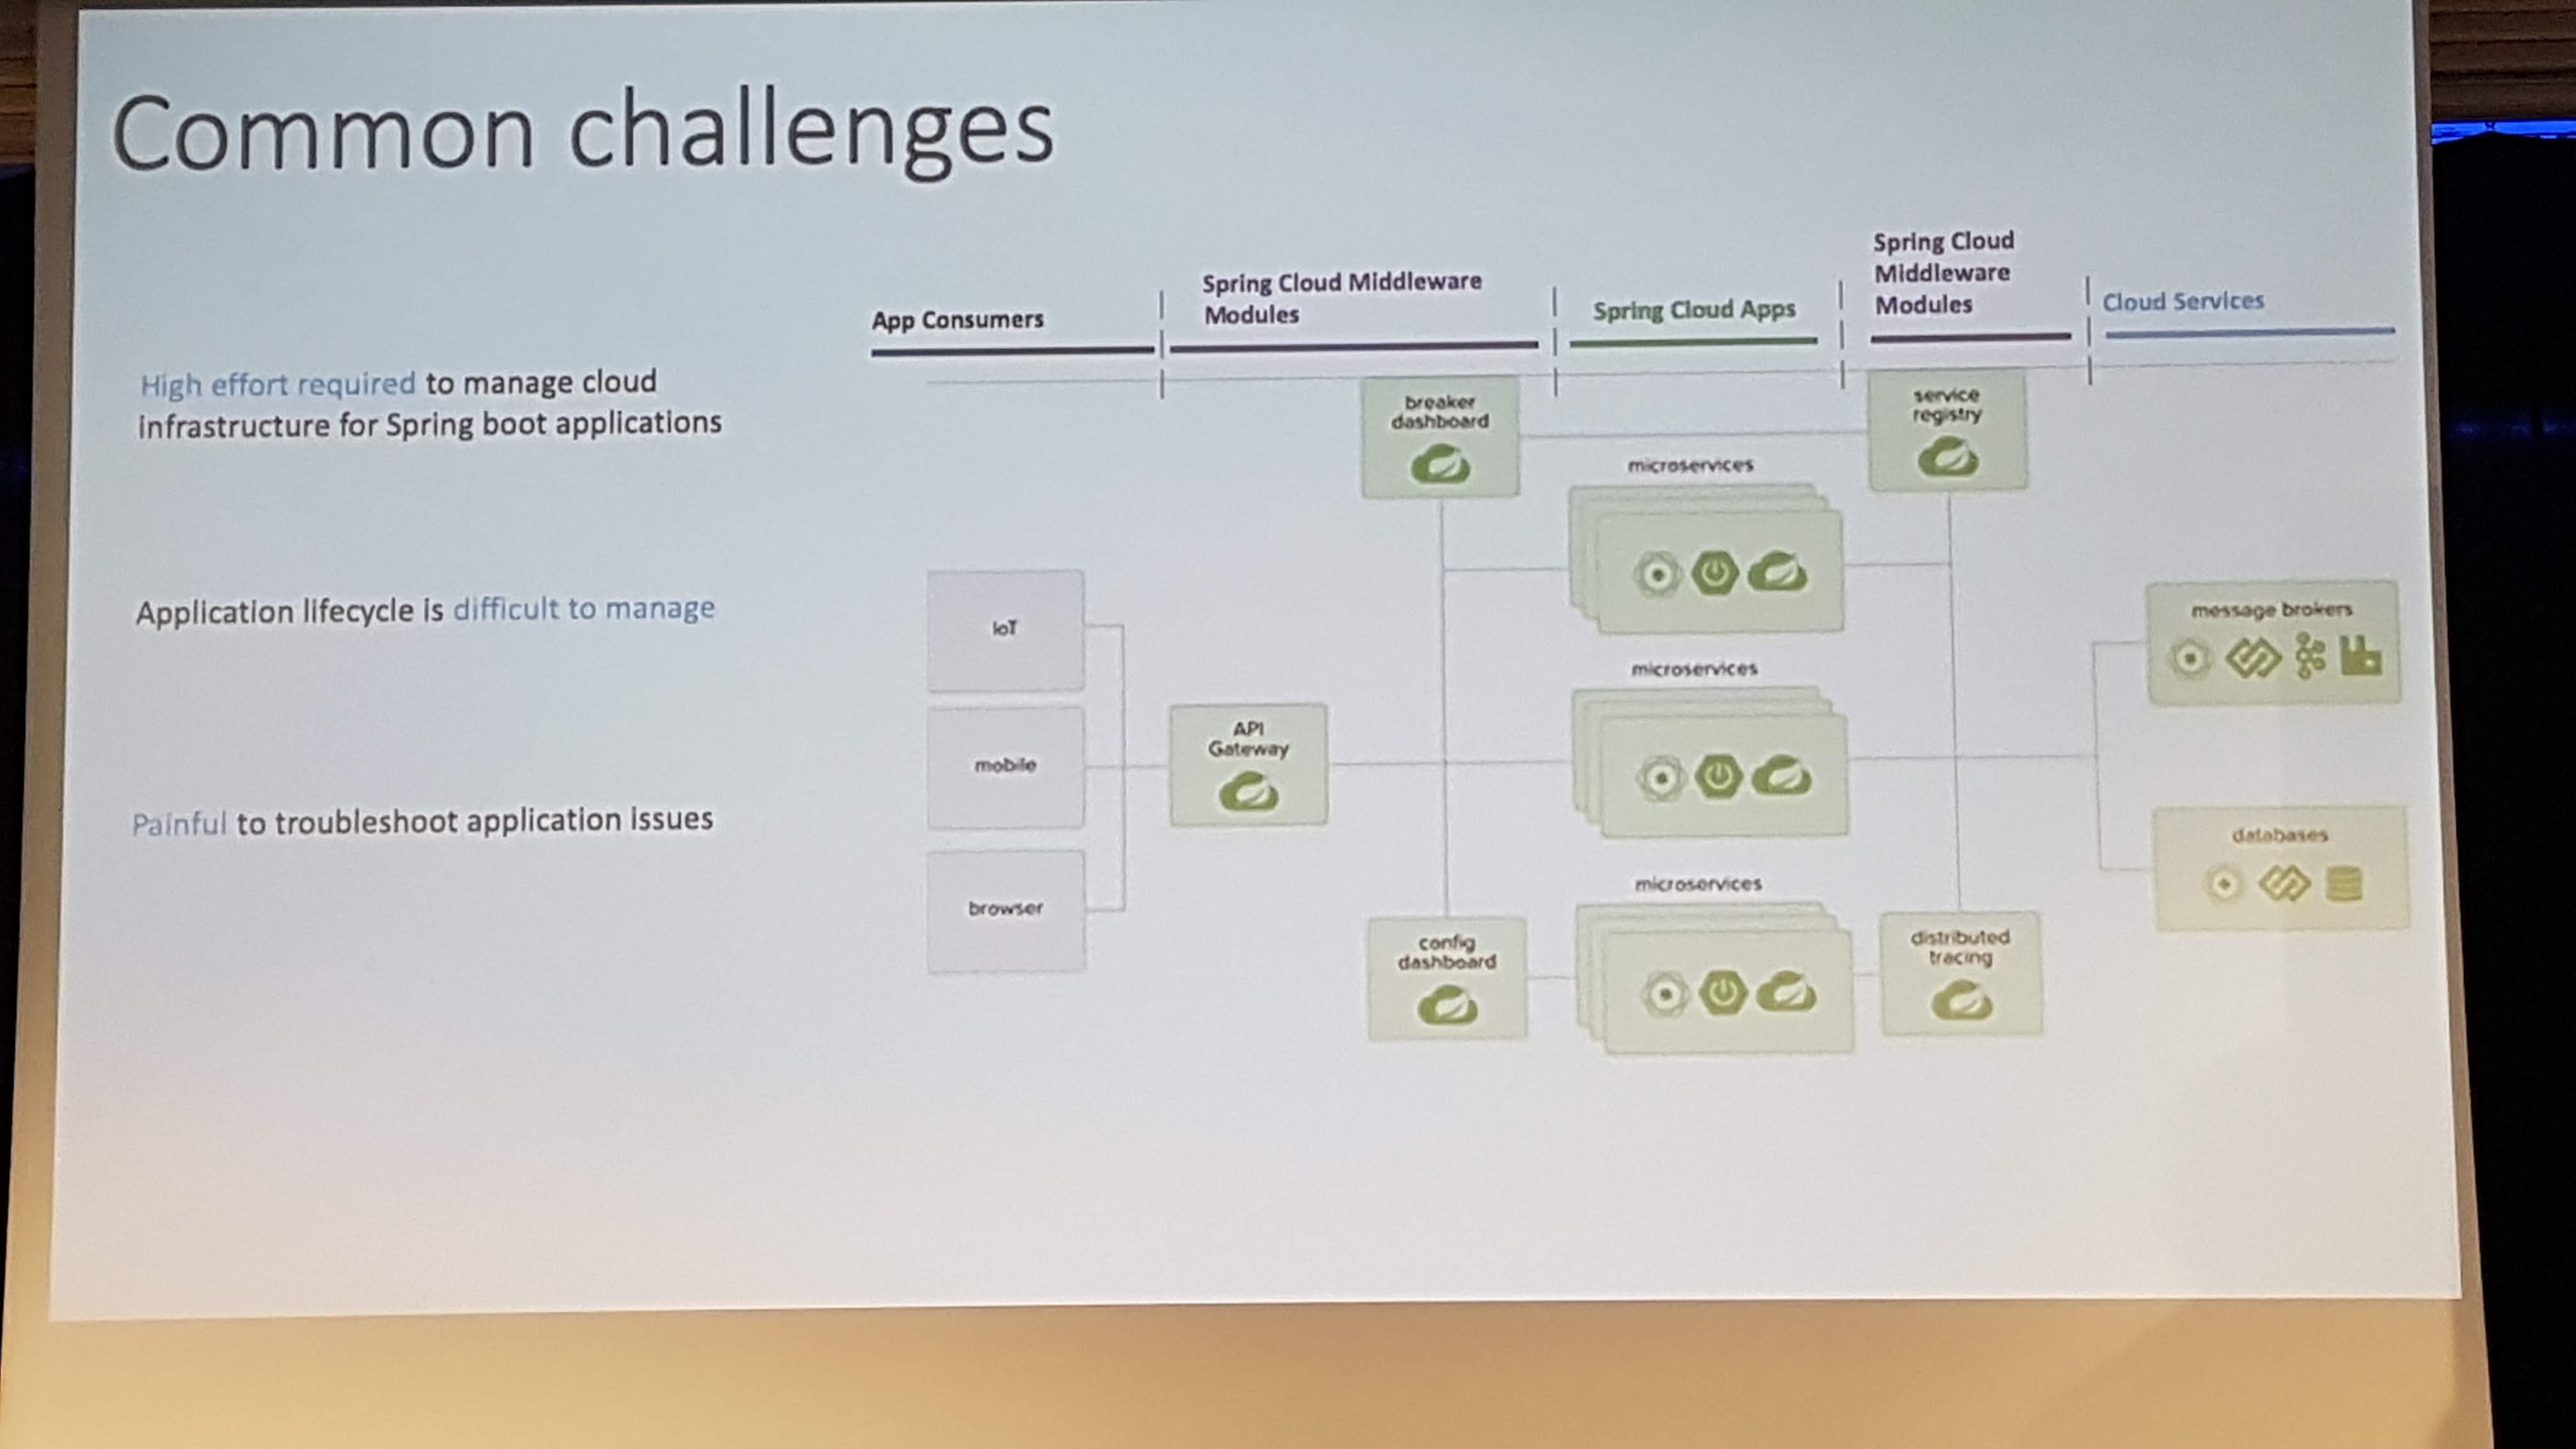 Common challenges
High effort required to manage cloud
infrastructure for Spring boot applications
Application lifecycle is difficult to manage
Painful to troubleshoot application issues
App Consumers
Spring Cloud Middleware
Modules
Spring Cloud Apps
Spring Cloud
Middleware
Modules
Cloud Services
breaker
dashboard
service
registry
microservices
IoT
mobile
browser
API
Gateway
microservices
message brokers
databases
microservices
config
dashboard
distributed
tracing